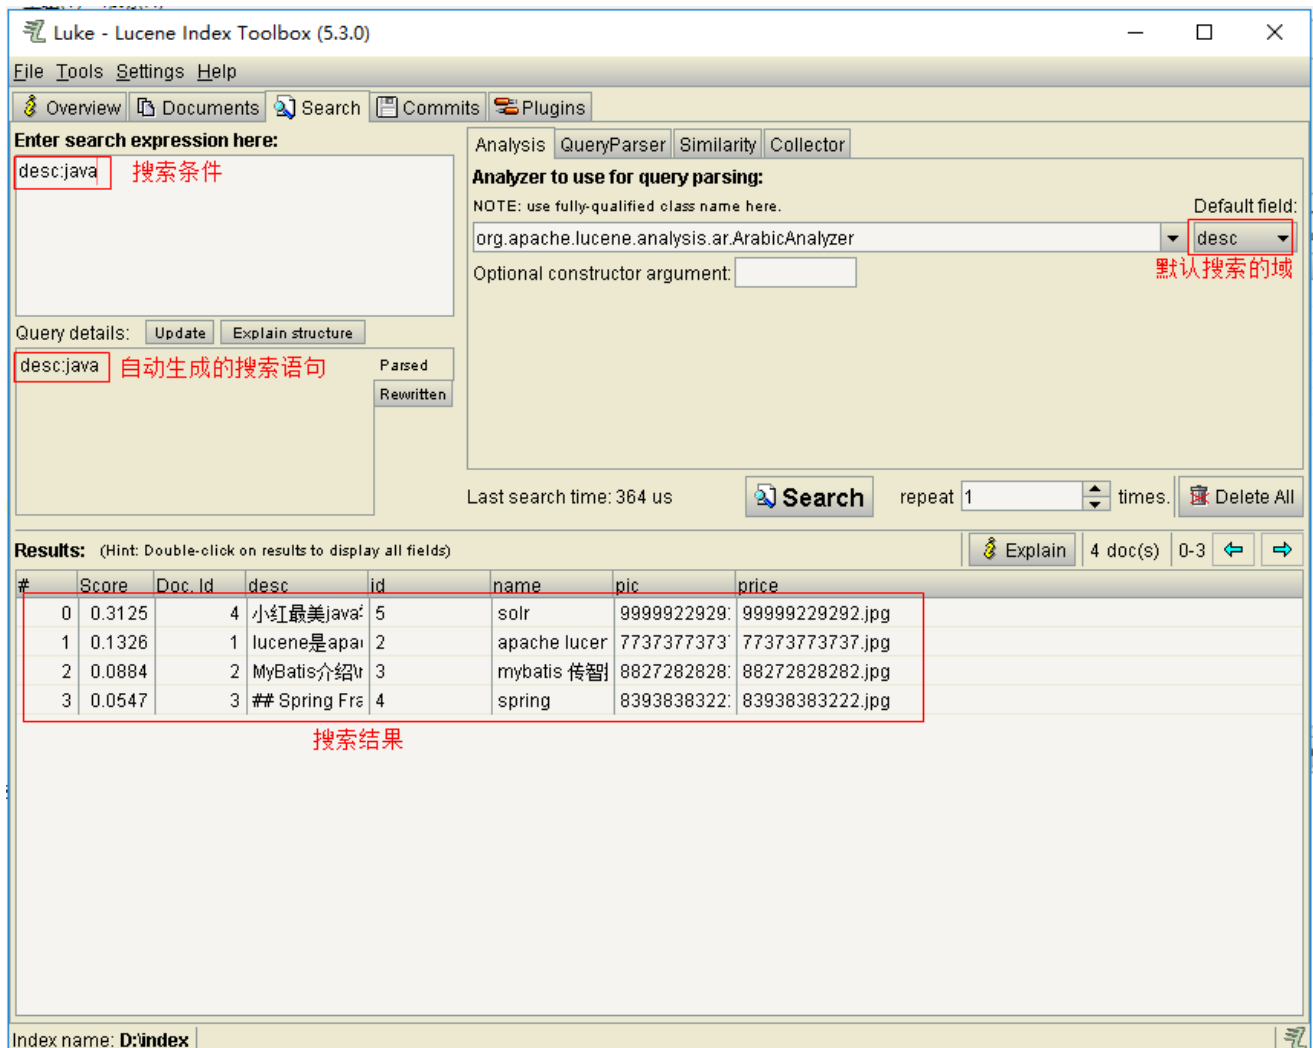 Luke - Lucene Index Toolbox (5.3.0)
File Tools Settings Help
Overview Documents Search Commits Plugins
Enter search expression here:
desc:java 搜索条件
Analysis QueryParser Similarity Collector
Analyzer to use for query parsing:
NOTE: use fully-qualified class name here. Default field:
org.apache.lucene.analysis.ar.ArabicAnalyzer desc
默认搜索的域
Optional constructor argument:
Query details: Update Explain structure
desc:java 自动生成的搜索语句
Parsed
Rewritten
Last search time: 364 us Search repeat 1 times. Delete All
Results: (Hint: Double-click on results to display all fields) Explain 4 doc(s) 0-3
# Score Doc. Id desc id name pic price
0 0.3125 4 小红最美java 5 solr 9999922929 99999229292.jpg
1 0.1326 1 lucene是apa 2 apache lucer 7737377373 77373773737.jpg
2 0.0884 2 MyBatis介绍\r 3 mybatis 传智 8827282828 88272828282.jpg
3 0.0547 3 ## Spring Fra 4 spring 8393838322 83938383222.jpg
搜索结果
Index name: D:\index